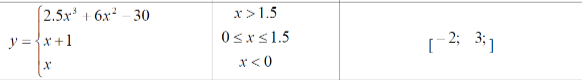 2.5x³ + 6x² - 30    x > 1.5
y = { x + 1    0 ≤ x ≤ 1.5    [- 2;  3;]
x    x < 0